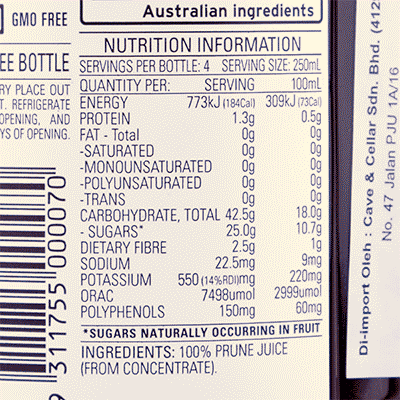 Australian ingredients
GMO FREE
EE BOTTLE
RY PLACE OUT
T. REFRIGERATE
OPENING, AND
YS OF OPENING.
NUTRITION INFORMATION
SERVINGS PER BOTTLE: 4 SERVING SIZE: 250mL
QUANTITY PER: SERVING 100mL
ENERGY 773kJ (184Cal) 309kJ (73Cal)
PROTEIN 1.3g 0.5g
FAT - Total 0g 0g
-SATURATED 0g 0g
-MONOUNSATURATED 0g 0g
-POLYUNSATURATED 0g 0g
-TRANS 0g 0g
CARBOHYDRATE, TOTAL 42.5g 18.0g
- SUGARS* 25.0g 10.7g
DIETARY FIBRE 2.5g 1g
SODIUM 22.5mg 9mg
POTASSIUM 550 (14%RDI)mg 220mg
ORAC 7498umol 2999umol
POLYPHENOLS 150mg 60mg
*SUGARS NATURALLY OCCURING IN FRUIT
INGREDIENTS: 100% PRUNE JUICE
(FROM CONCENTRATE).
9 311755 000070
Di-import Oleh : Cave & Cellar Sdn. Bhd. (412
No. 47 Jalan PJU 1A/16